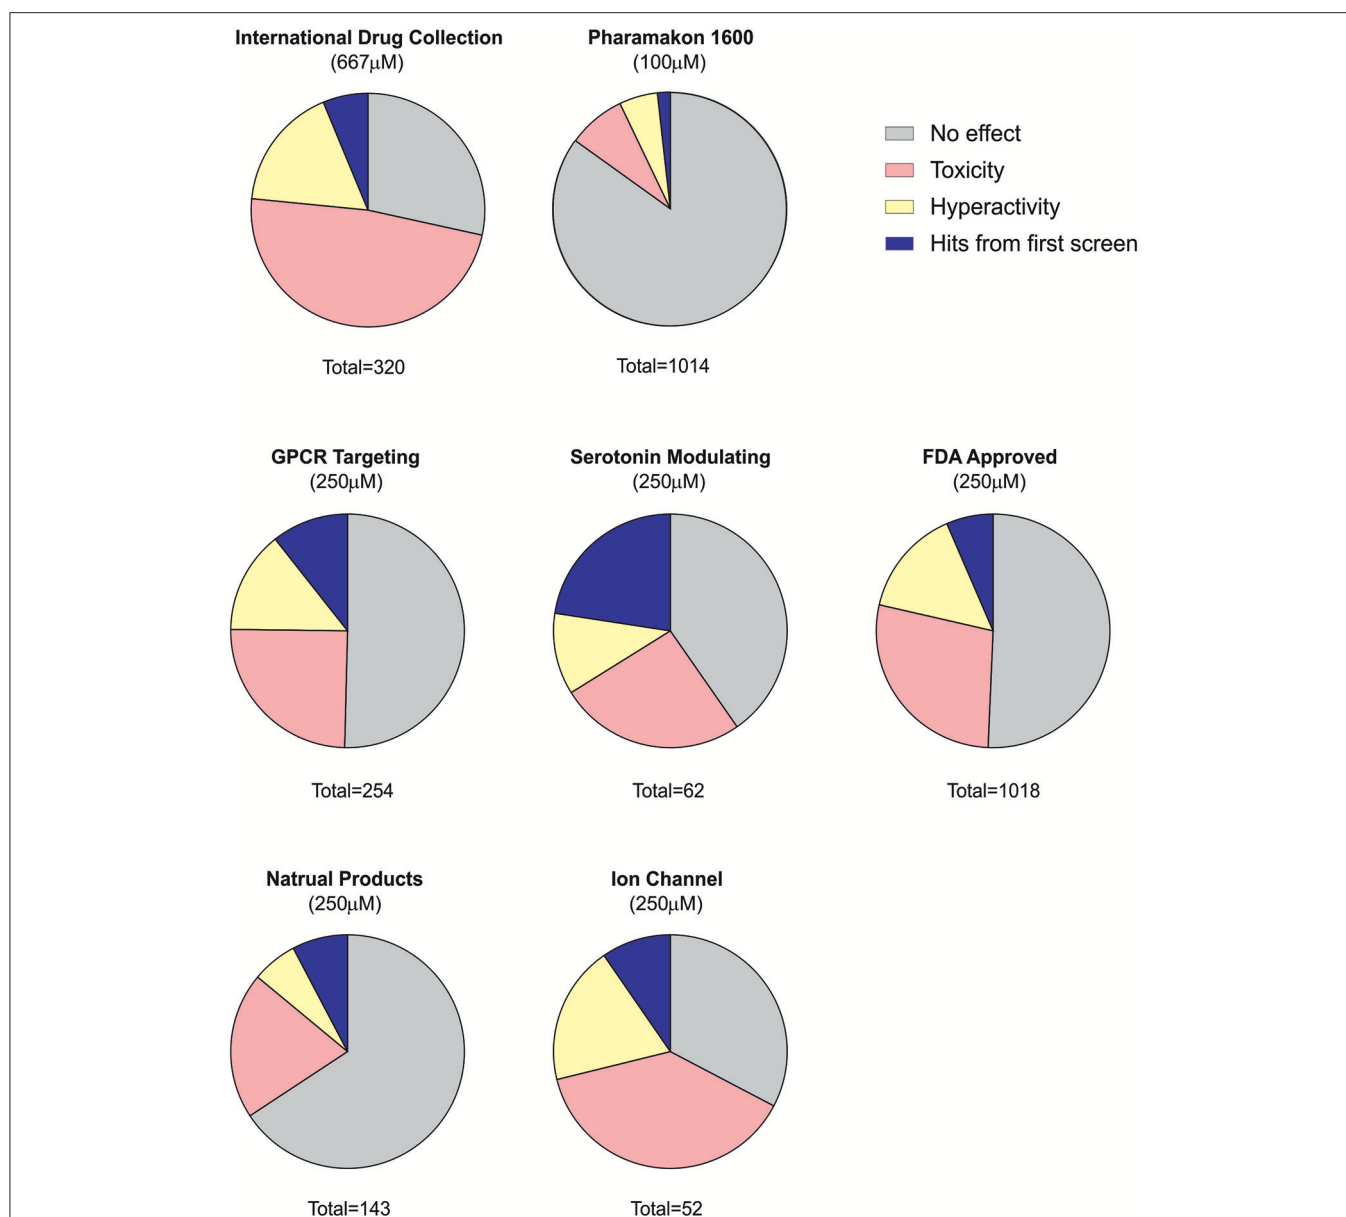 International Drug Collection
(667μM)
Pharamakon 1600
(100μM)
No effect
Toxicity
Hyperactivity
Hits from first screen
Total=320
Total=1014
GPCR Targeting
(250μM)
Serotonin Modulating
(250μM)
FDA Approved
(250μM)
Total=254
Total=62
Total=1018
Natrual Products
(250μM)
Ion Channel
(250μM)
Total=143
Total=52